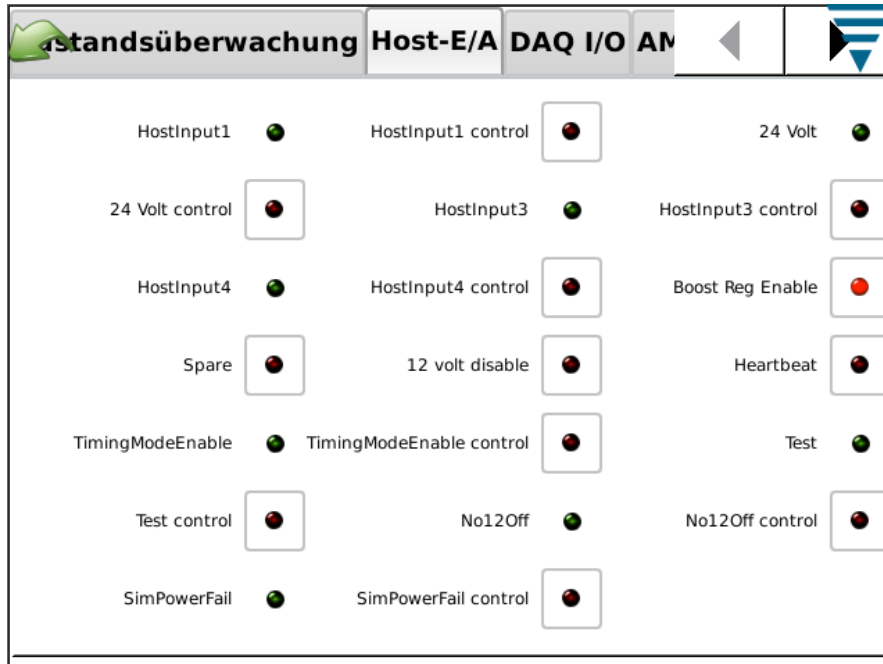 standsüberwachung Host-E/A DAQ I/O AM
HostInput1 HostInput1 control 24 Volt
24 Volt control HostInput3 HostInput3 control
HostInput4 HostInput4 control Boost Reg Enable
Spare 12 volt disable Heartbeat
TimingModeEnable TimingModeEnable control Test
Test control No12Off No12Off control
SimPowerFail SimPowerFail control